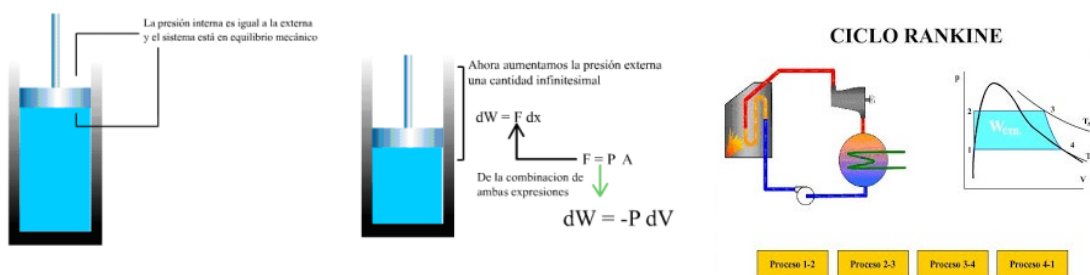 La presión interna es igual a la externa
y el sistema está en equilibrio mecánico
Ahora aumentamos la presión externa
una cantidad infinitesimal
dW = F dx
F = P A
De la combinacion de
ambas expresiones
dW = -P dV
CICLO RANKINE
P
2
3
W
1
4
T
T
V
Proceso 1-2
Proceso 2-3
Proceso 3-4
Proceso 4-1